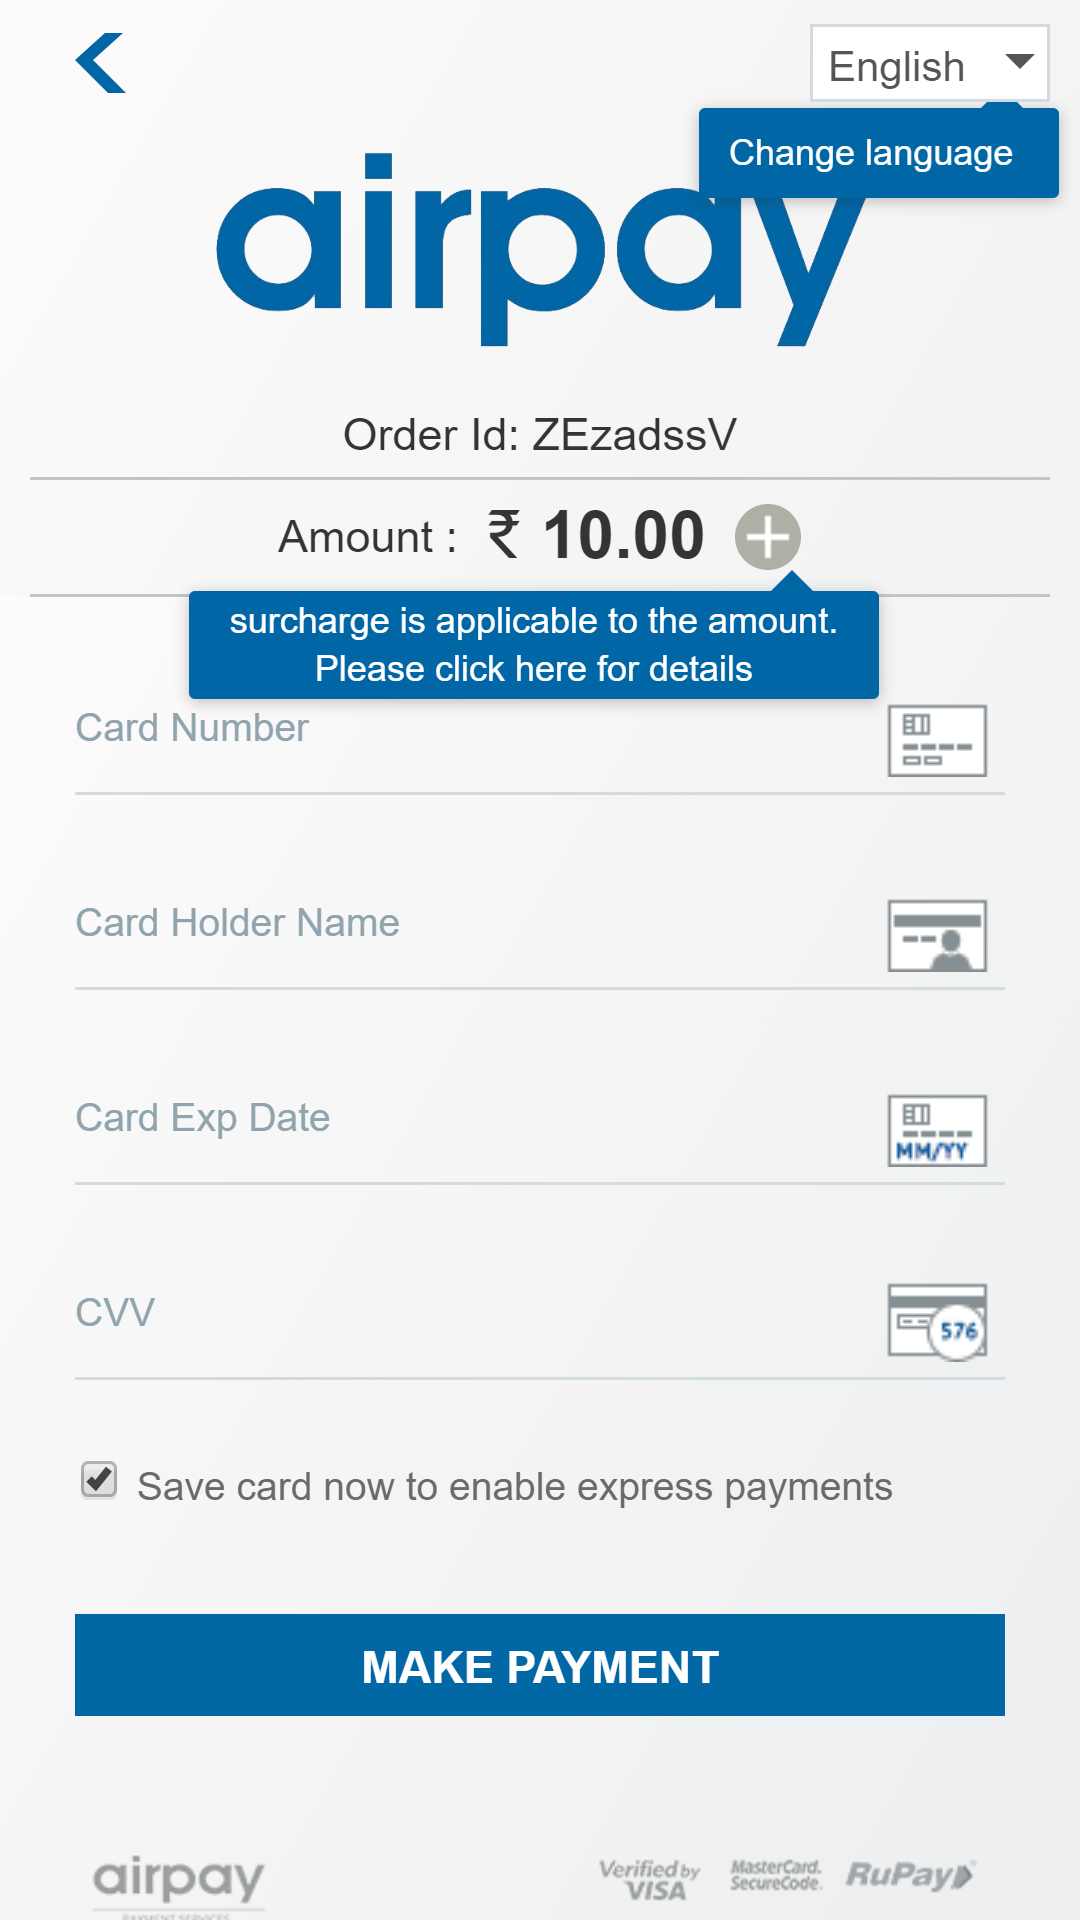 English
Change language
airpay
Order Id: ZEzadssV
Amount : ₹ 10.00
surcharge is applicable to the amount.
Please click here for details
Card Number
Card Holder Name
Card Exp Date
MM/YY
CVV
576
Save card now to enable express payments
MAKE PAYMENT
airpay
PAYMENT SERVICES
Verified by
VISA
MasterCard.
SecureCode.
RuPay